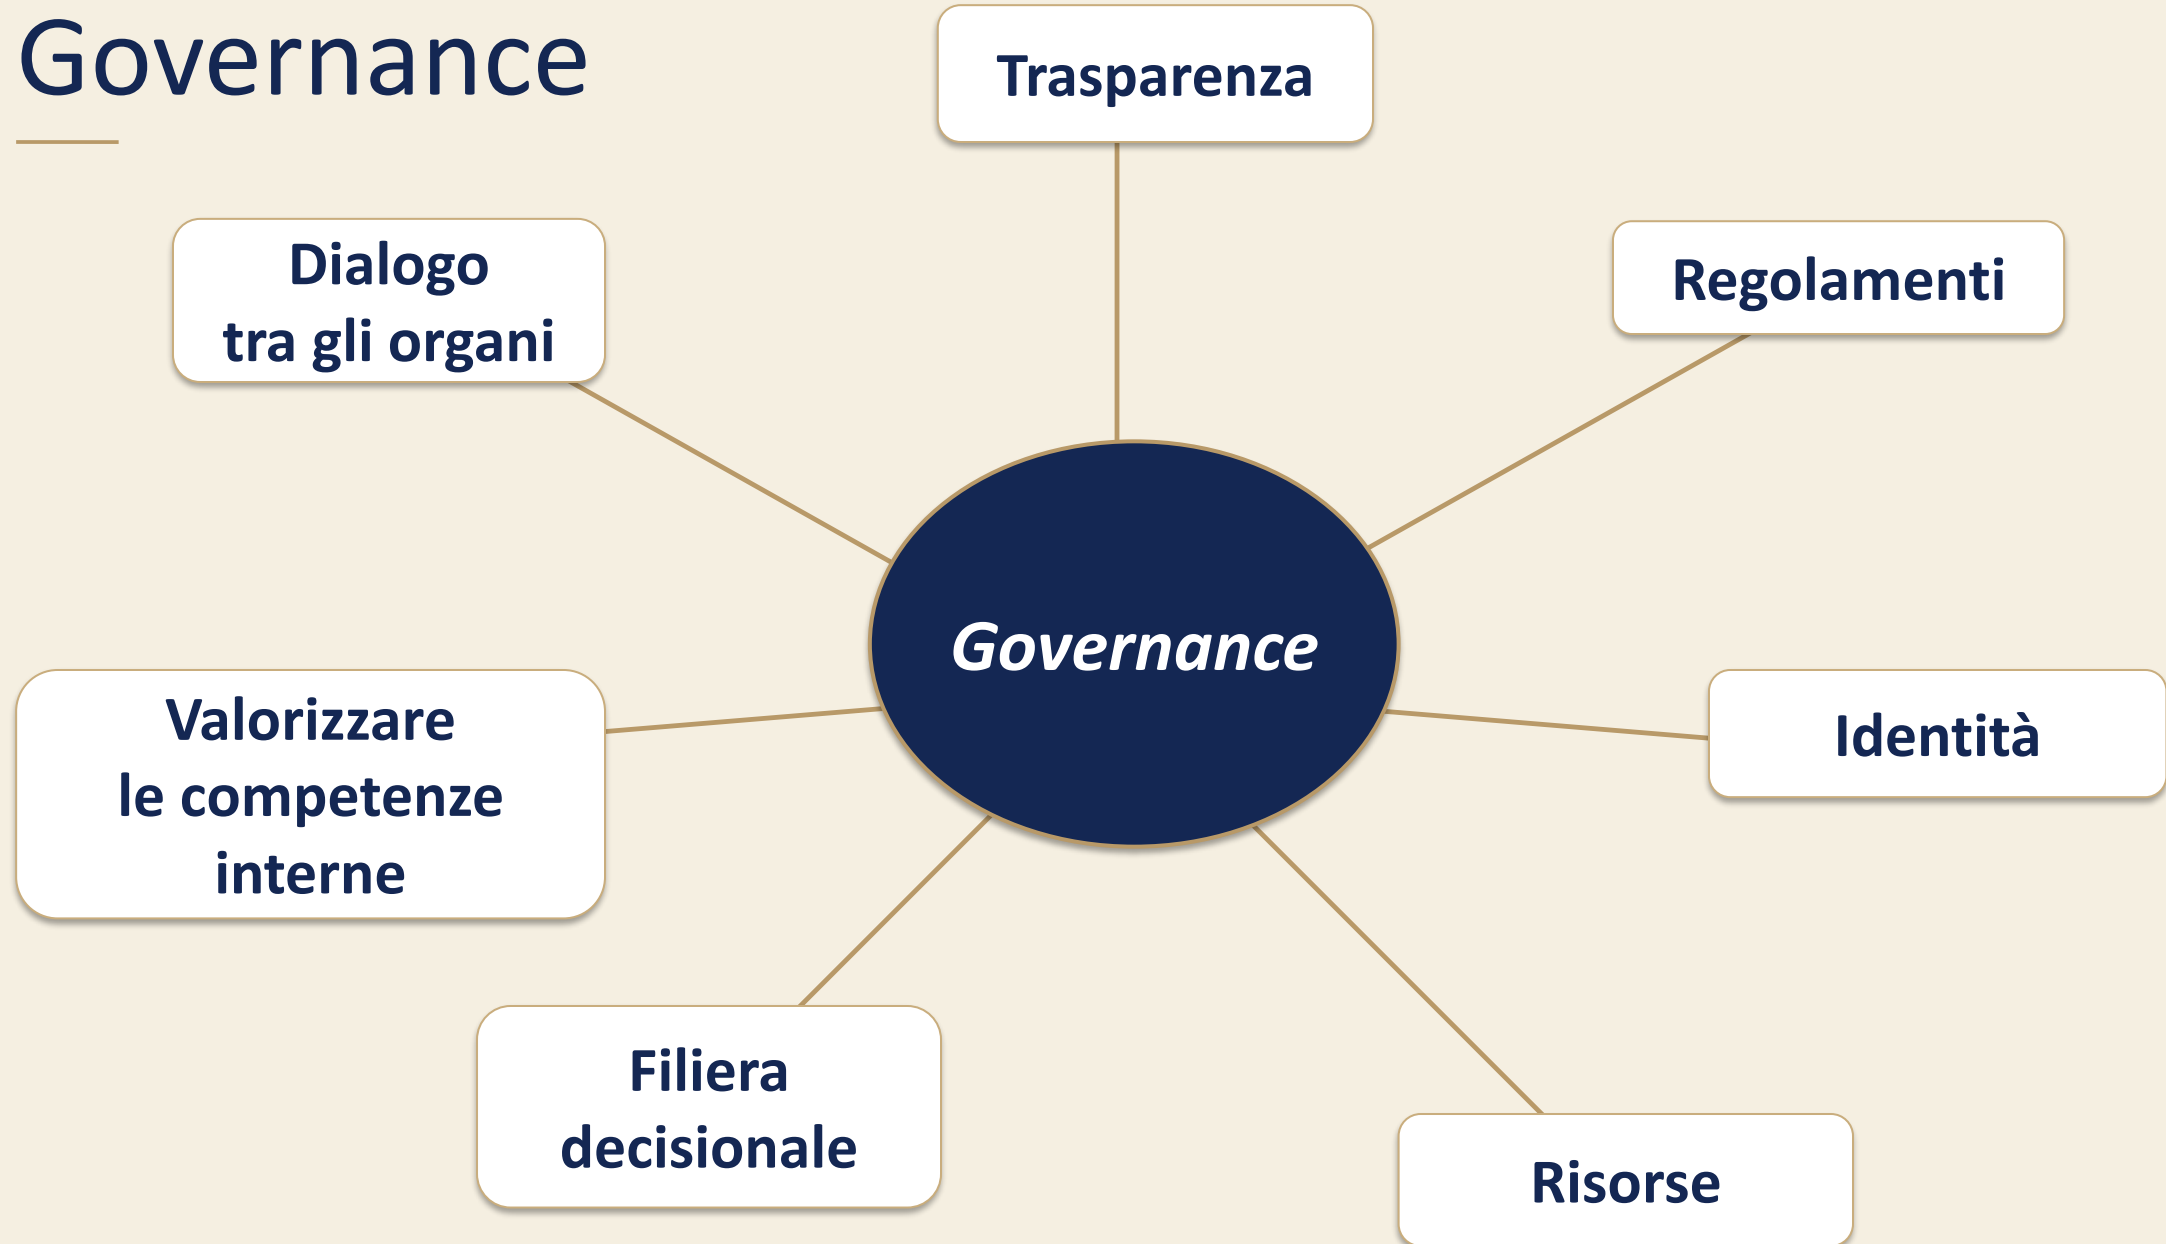 Governance
Trasparenza
Dialogo
tra gli organi
Regolamenti
Governance
Valorizzare
le competenze
interne
Identità
Filiera
decisionale
Risorse